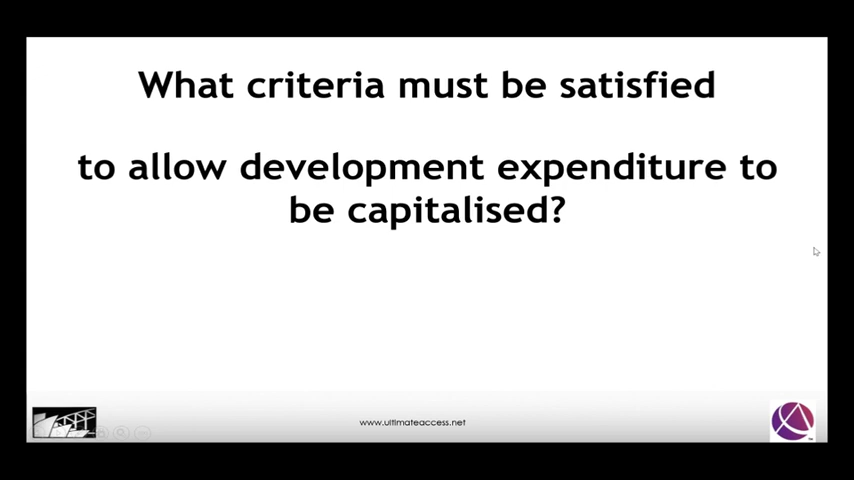 What criteria must be satisfied
to allow development expenditure to
be capitalised?
www.ultimateaccess.net